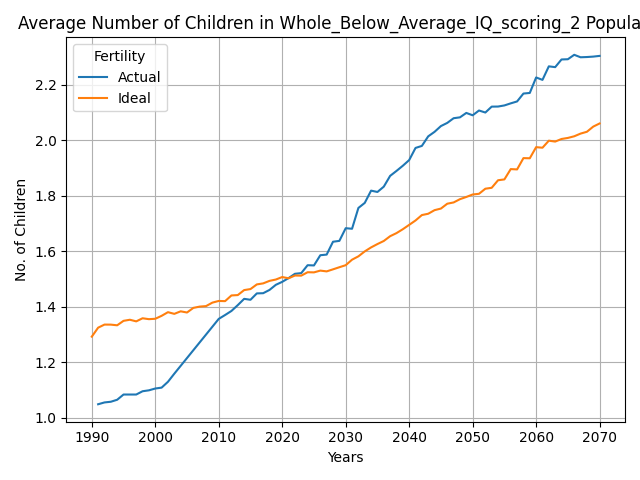 Average Number of Children in Whole_Below_Average_IQ_scoring_2 Popula
Fertility
Actual
Ideal
No. of Children
2.2
2.0
1.8
1.6
1.4
1.2
1.0
1990 2000 2010 2020 2030 2040 2050 2060 2070
Years